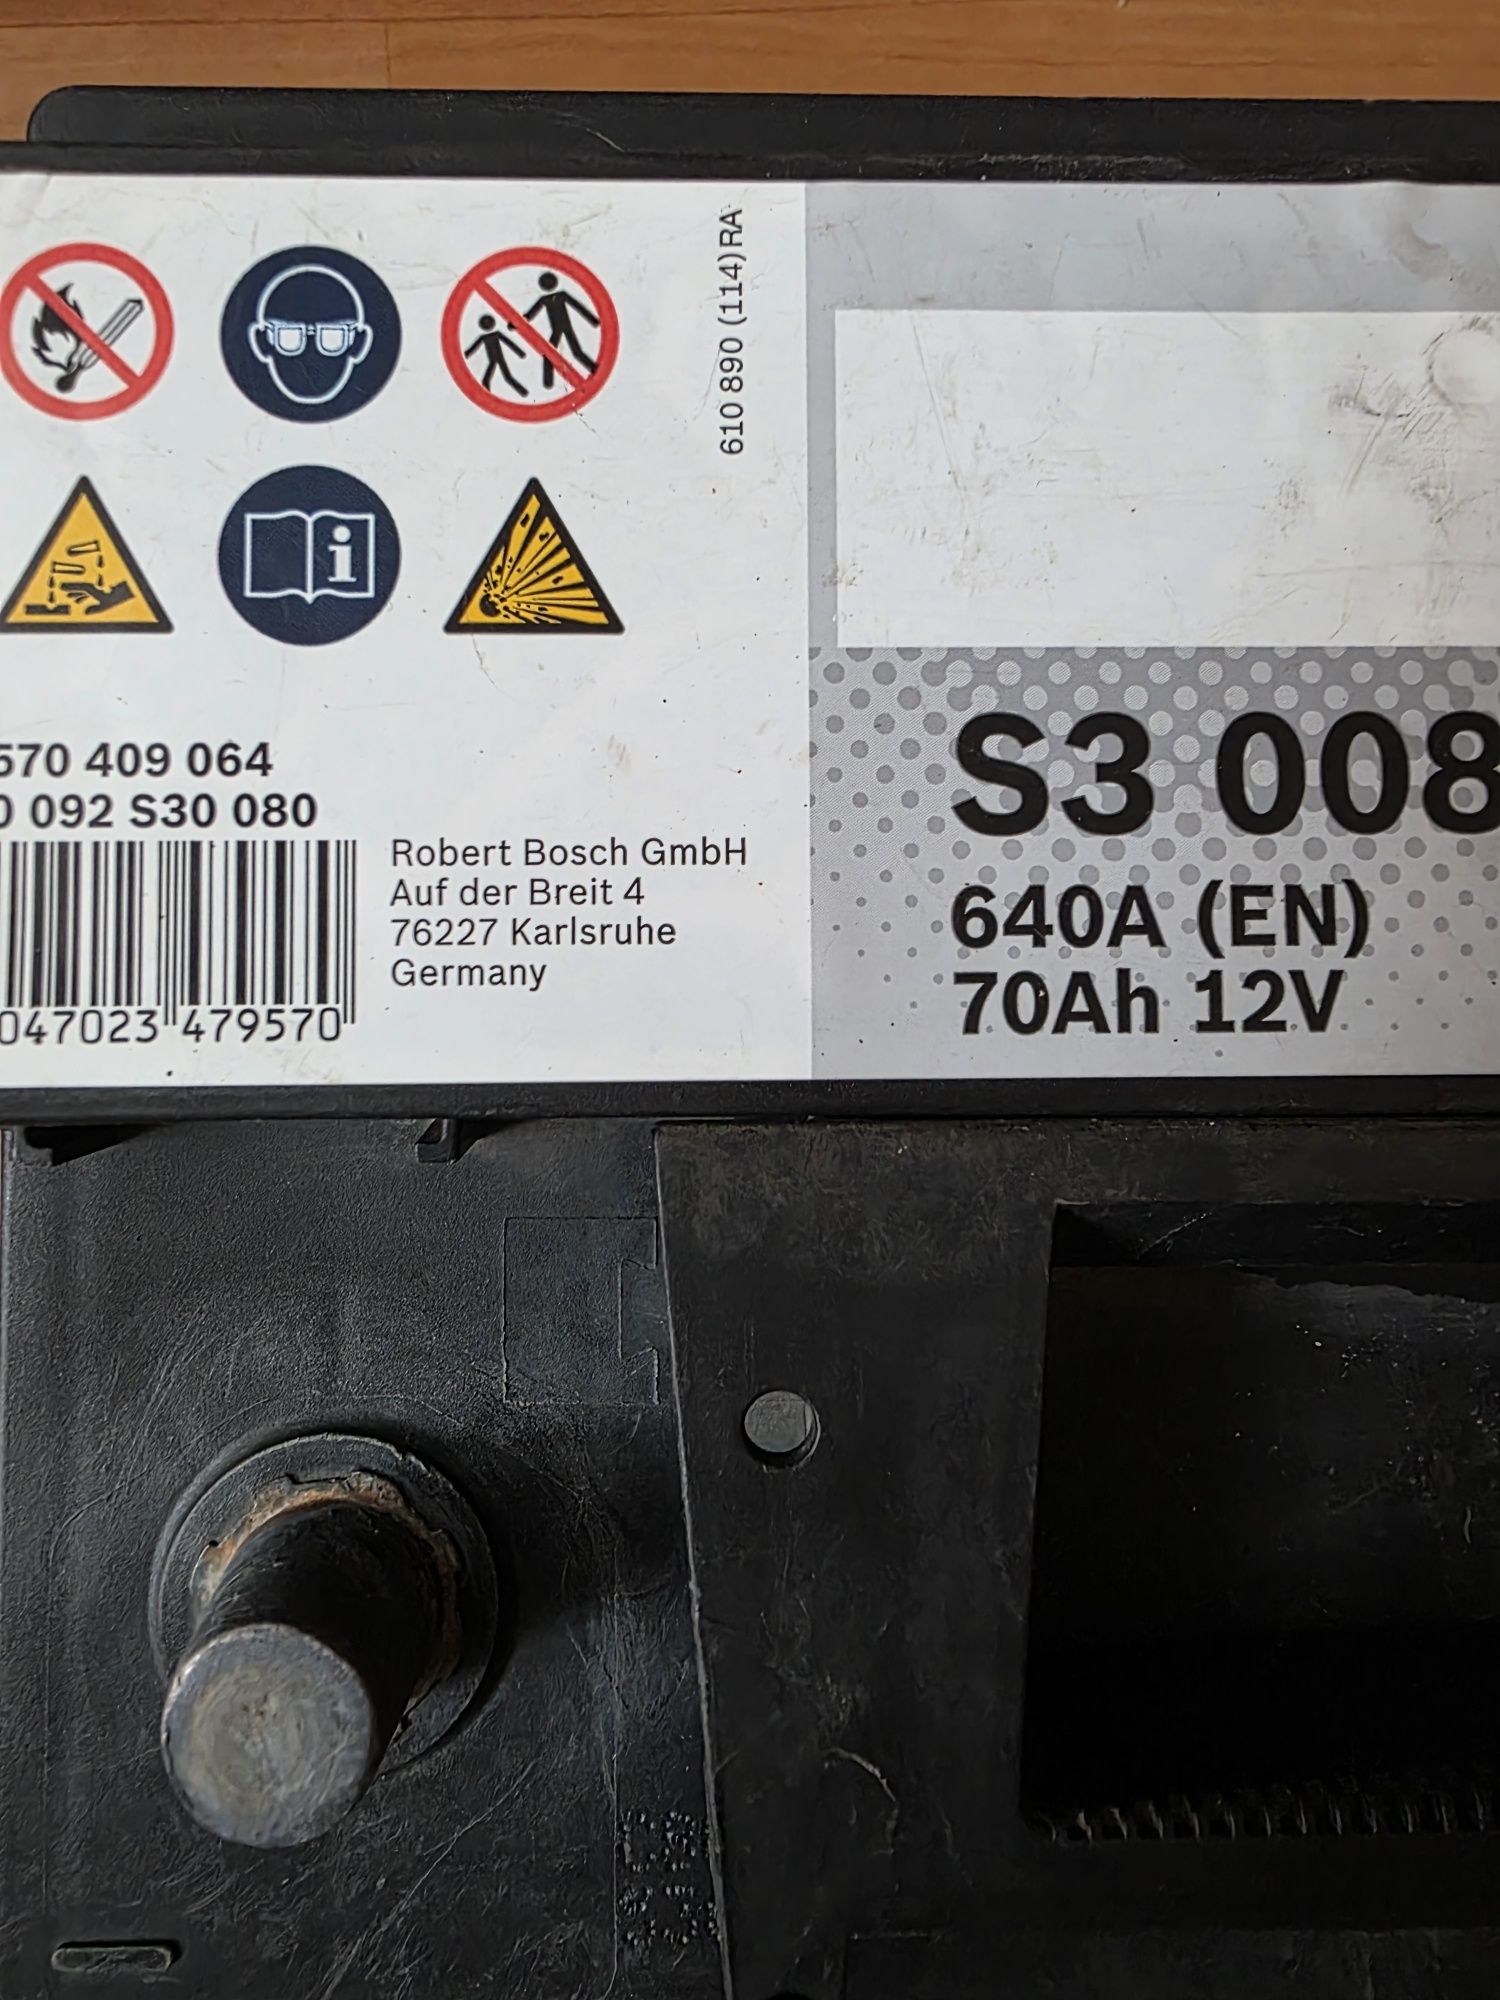 610 890 (114)RA
570 409 064
0 092 S30 080
Robert Bosch GmbH
Auf der Breit 4
76227 Karlsruhe
Germany
047023 479570
S3 008
640A (EN)
70Ah 12V